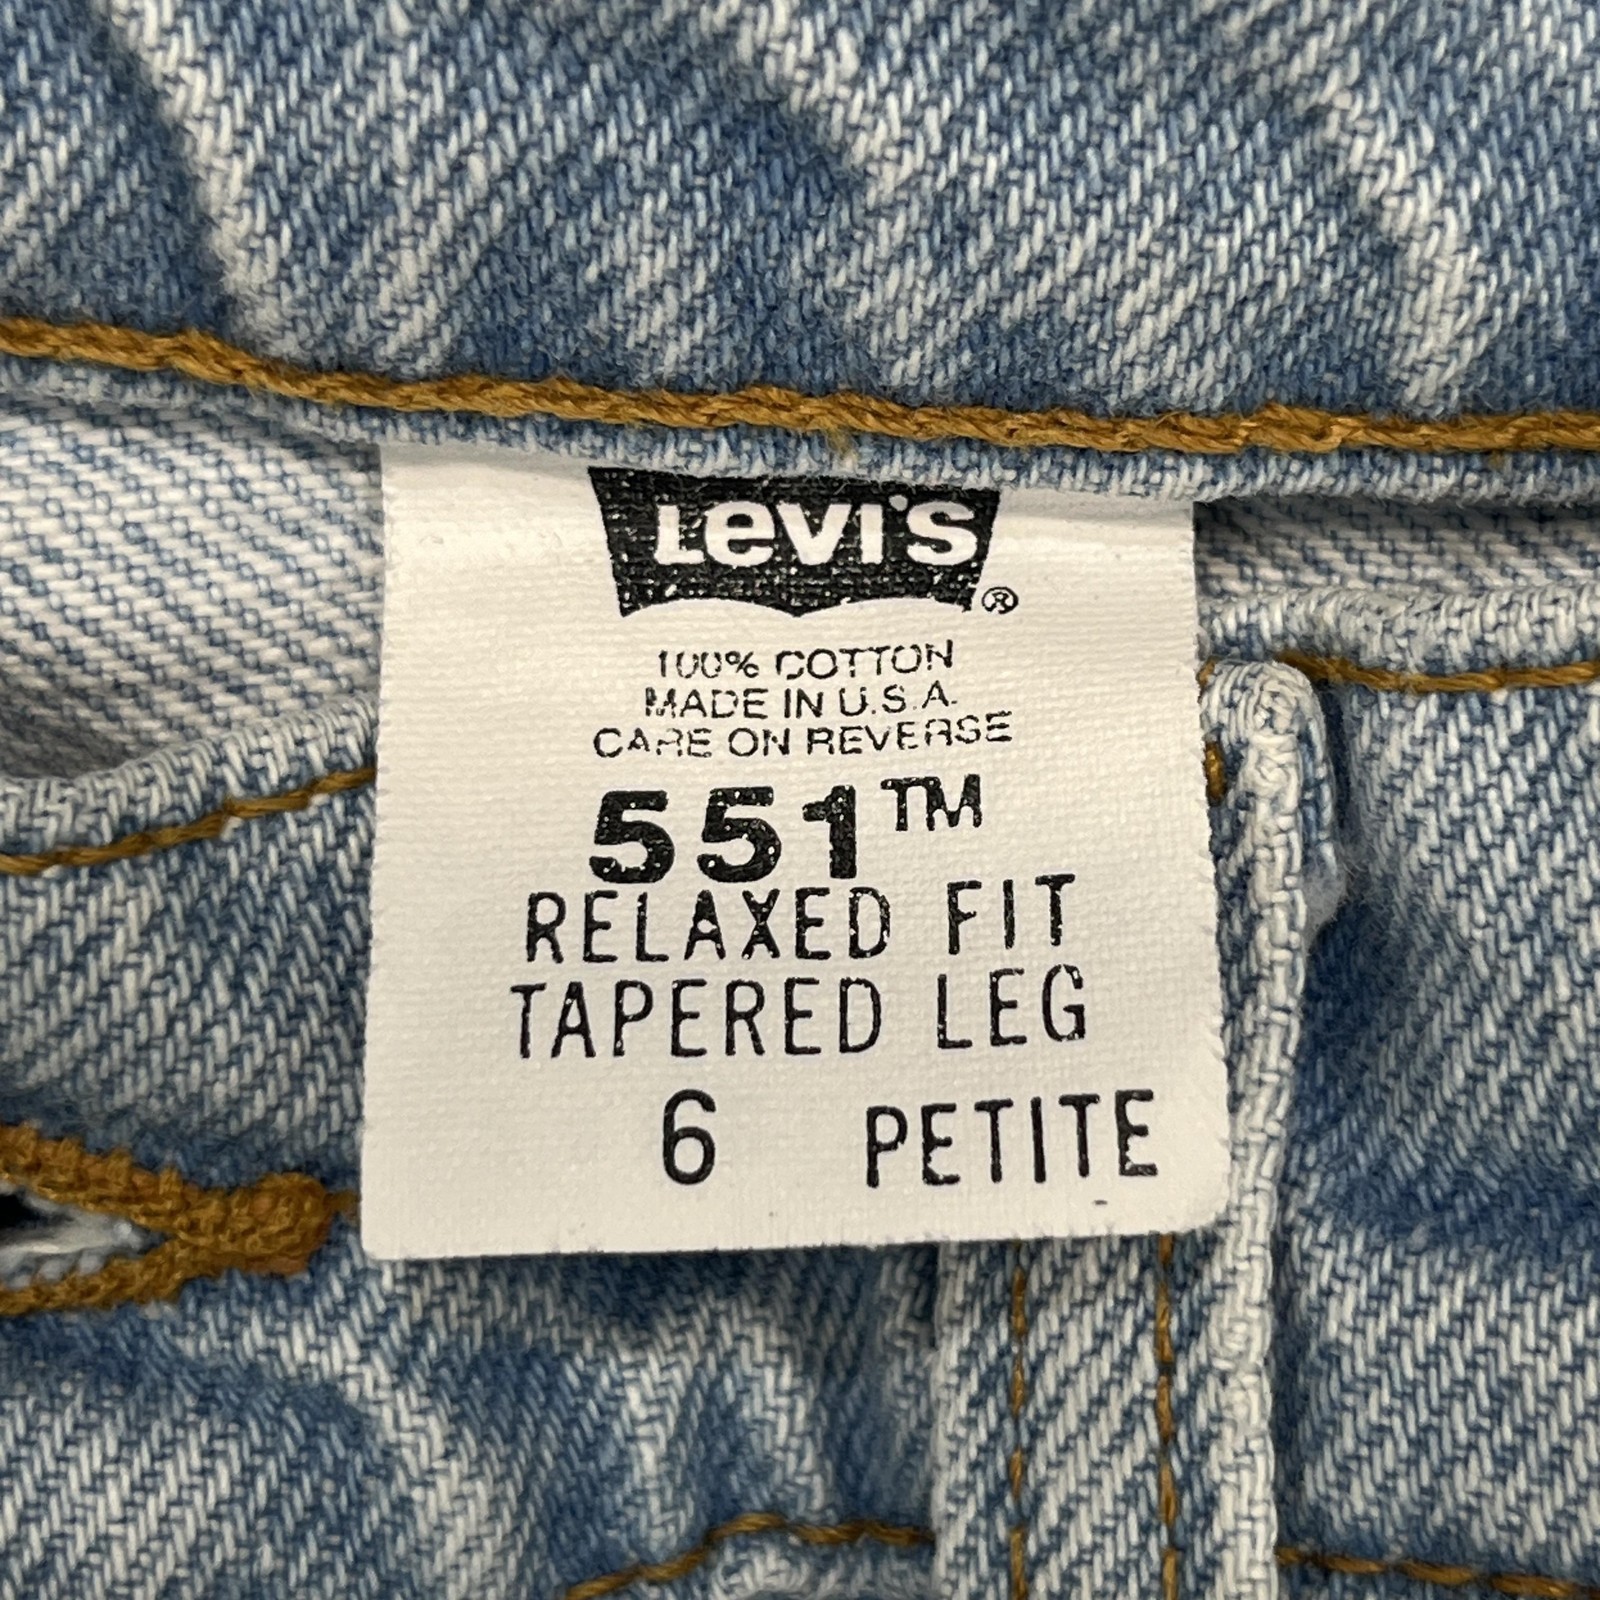 Levi's®
100% COTTON
MADE IN U.S.A.
CARE ON REVERSE
551™
RELAXED FIT
TAPERED LEG
6 PETITE